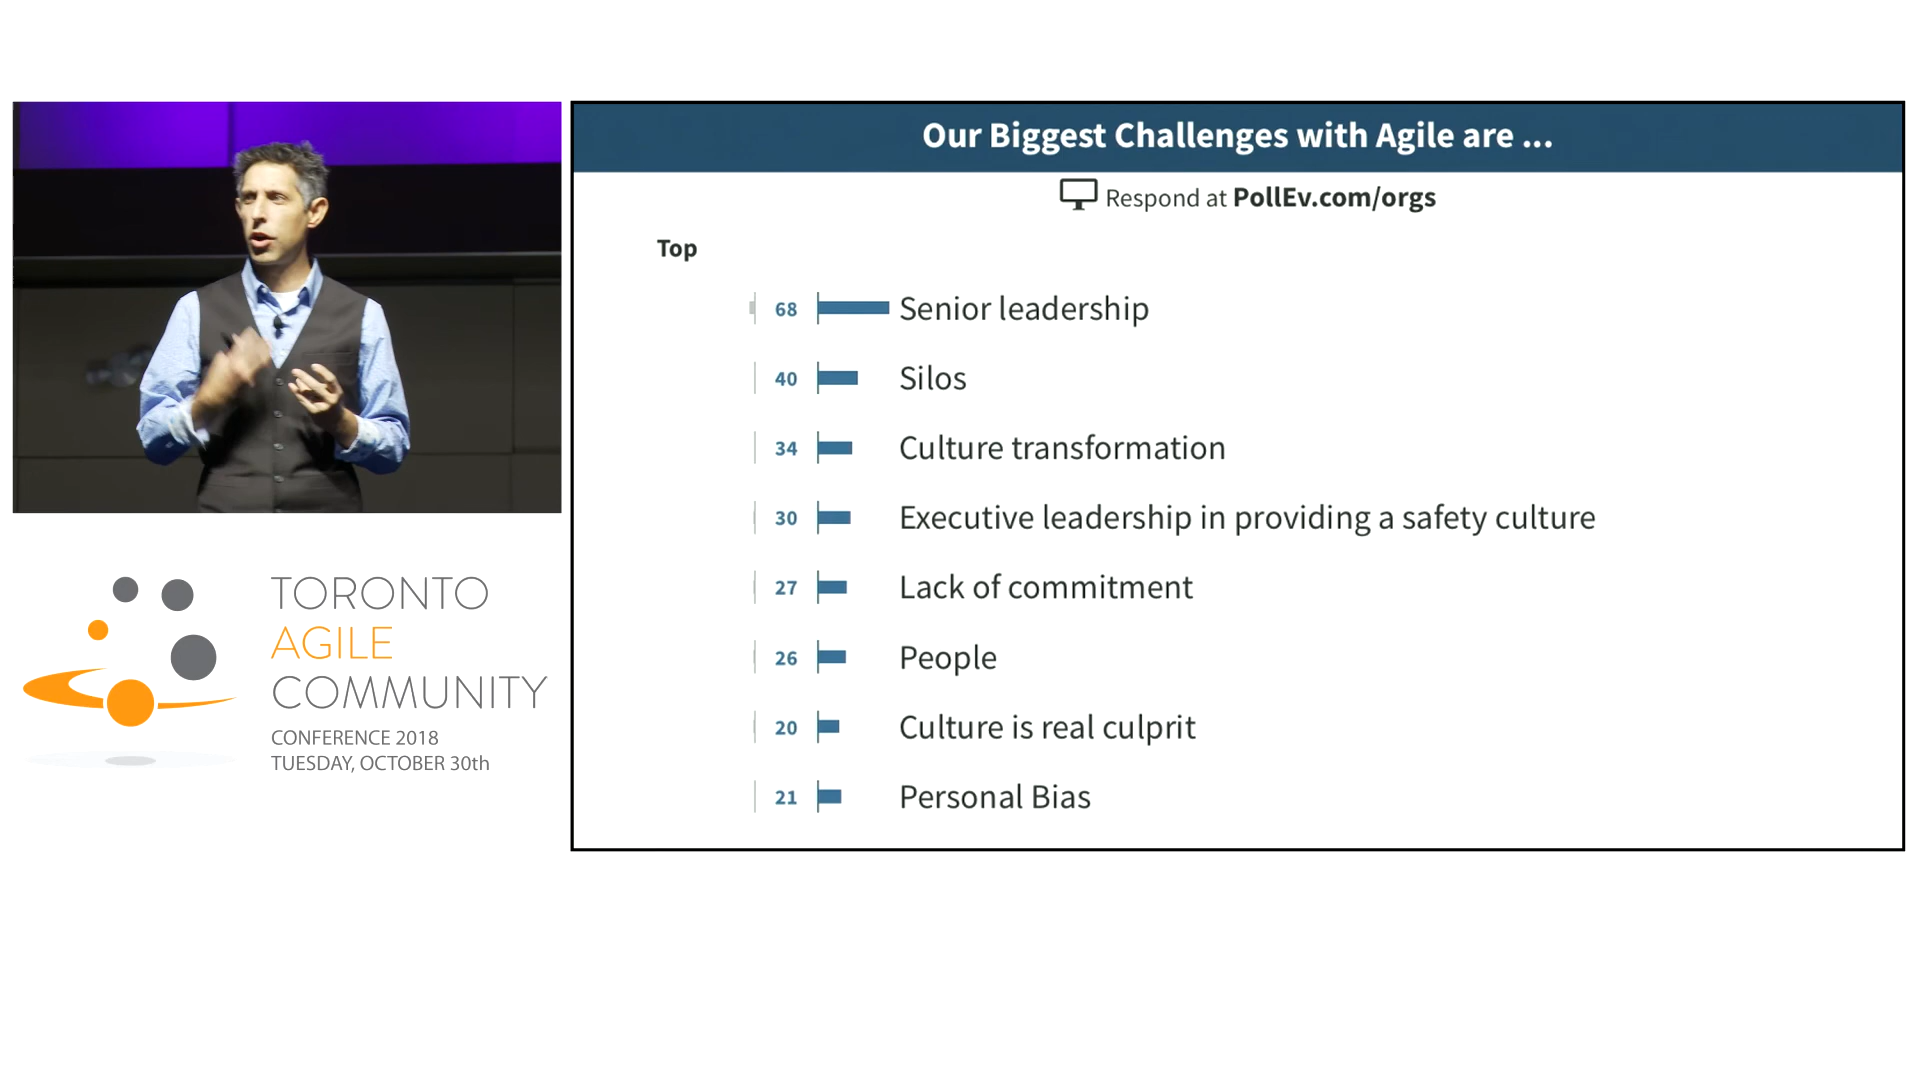 Our Biggest Challenges with Agile are ...
Respond at PollEv.com/orgs
Top
68 Senior leadership
40 Silos
34 Culture transformation
30 Executive leadership in providing a safety culture
27 Lack of commitment
26 People
20 Culture is real culprit
21 Personal Bias
TORONTO
AGILE
COMMUNITY
CONFERENCE 2018
TUESDAY, OCTOBER 30th